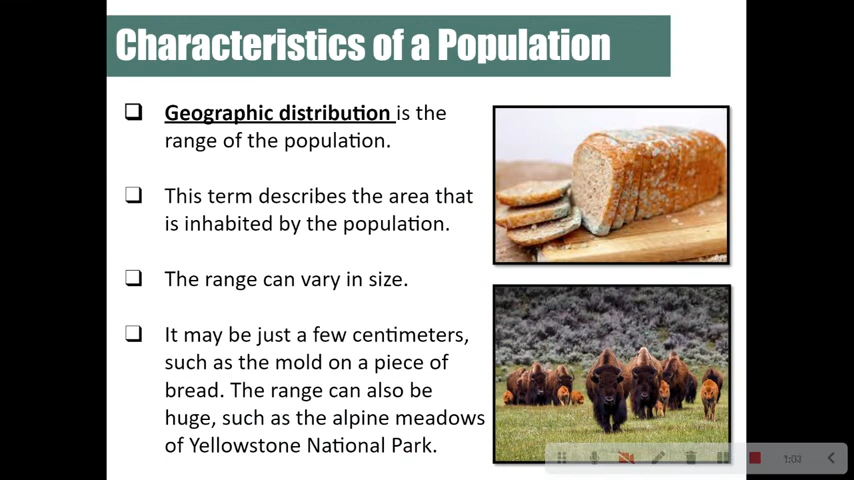 Characteristics of a Population
Geographic distribution is the
range of the population.
This term describes the area that
is inhabited by the population.
The range can vary in size.
It may be just a few centimeters,
such as the mold on a piece of
bread. The range can also be
huge, such as the alpine meadows
of Yellowstone National Park.
1:03